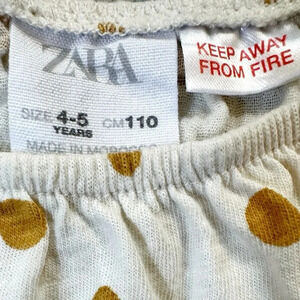 ZARA
SIZE 4-5 CM 110
YEARS
MADE IN MOROCCO
KEEP AWAY
FROM FIRE